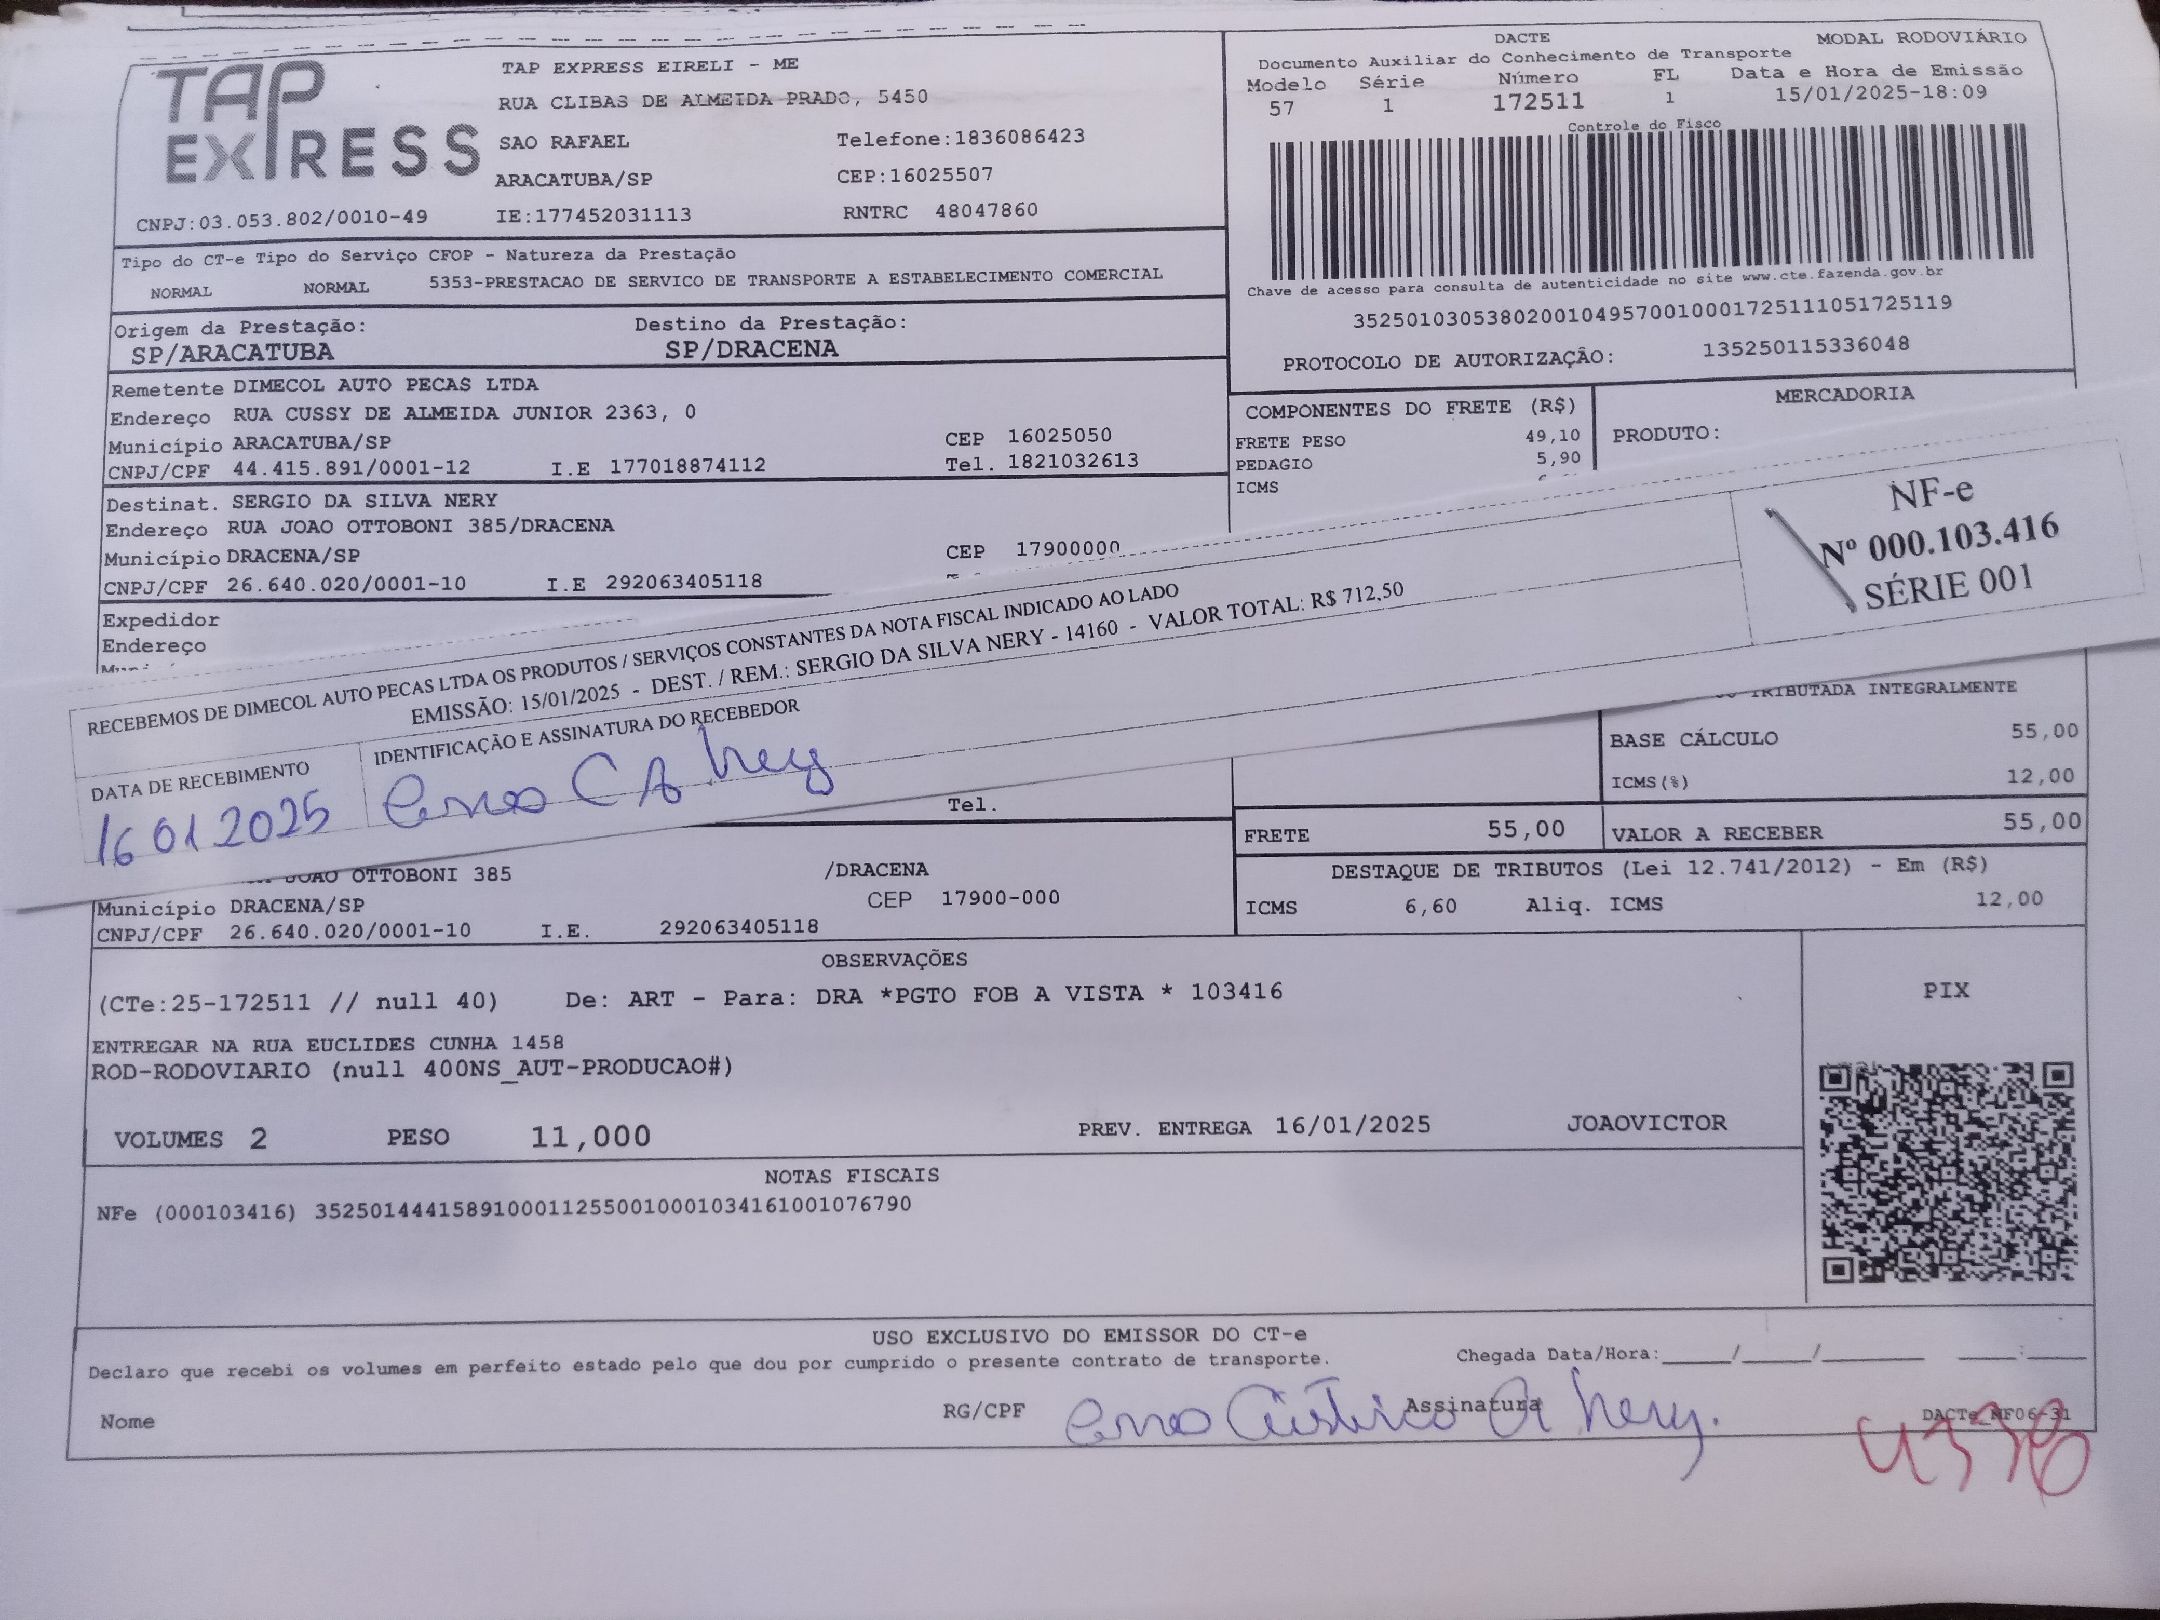 TAP EXPRESS
TAP EXPRESS EIRELI - ME
RUA CLIBAS DE ALMEIDA PRADO, 5450
SAO RAFAEL Telefone:1836086423
ARACATUBA/SP CEP:16025507
CNPJ:03.053.802/0010-49 IE:177452031113 RNTRC 48047860
DACTE MODAL RODOVIÁRIO
Documento Auxiliar do Conhecimento de Transporte
Modelo Série Número FL Data e Hora de Emissão
57 1 172511 1 15/01/2025-18:09
Controle do Fisco
Chave de acesso para consulta de autenticidade no site www.cte.fazenda.gov.br
35250103053802001049570010001725111051725119
PROTOCOLO DE AUTORIZAÇÃO: 135250115336048
Tipo do CT-e Tipo do Serviço CFOP - Natureza da Prestação
NORMAL NORMAL 5353-PRESTACAO DE SERVICO DE TRANSPORTE A ESTABELECIMENTO COMERCIAL
Origem da Prestação: Destino da Prestação:
SP/ARACATUBA SP/DRACENA
Remetente DIMECOL AUTO PECAS LTDA
Endereço RUA CUSSY DE ALMEIDA JUNIOR 2363, 0
Município ARACATUBA/SP CEP 16025050
CNPJ/CPF 44.415.891/0001-12 I.E 177018874112 Tel. 1821032613
COMPONENTES DO FRETE (R$)
FRETE PESO 49,10
PEDAGIO 5,90
ICMS
MERCADORIA
PRODUTO:
Destinat. SERGIO DA SILVA NERY
Endereço RUA JOAO OTTOBONI 385/DRACENA
Município DRACENA/SP CEP 17900000
CNPJ/CPF 26.640.020/0001-10 I.E 292063405118
Expedidor
Endereço
RECEBEMOS DE DIMECOL AUTO PECAS LTDA OS PRODUTOS / SERVIÇOS CONSTANTES DA NOTA FISCAL INDICADO AO LADO
EMISSÃO: 15/01/2025 - DEST. / REM.: SERGIO DA SILVA NERY - 14160 - VALOR TOTAL: R$ 712,50
DATA DE RECEBIMENTO IDENTIFICAÇÃO E ASSINATURA DO RECEBEDOR
16 01 2025 C A Nery
NF-e
Nº 000.103.416
SÉRIE 001
TRIBUTADA INTEGRALMENTE
BASE CÁLCULO 55,00
ICMS(%) 12,00
Tel.
FRETE 55,00 VALOR A RECEBER 55,00
JOAO OTTOBONI 385 /DRACENA
Município DRACENA/SP CEP 17900-000
CNPJ/CPF 26.640.020/0001-10 I.E. 292063405118
DESTAQUE DE TRIBUTOS (Lei 12.741/2012) - Em (R$)
ICMS 6,60 Aliq. ICMS 12,00
OBSERVAÇÕES
(CTe:25-172511 // null 40) De: ART - Para: DRA *PGTO FOB A VISTA * 103416
ENTREGAR NA RUA EUCLIDES CUNHA 1458
ROD-RODOVIARIO (null 400NS_AUT-PRODUCAO#)
VOLUMES 2 PESO 11,000 PREV. ENTREGA 16/01/2025 JOAOVICTOR
PIX
NOTAS FISCAIS
NFe (000103416) 35250144415891000112550010001034161001076790
USO EXCLUSIVO DO EMISSOR DO CT-e
Declaro que recebi os volumes em perfeito estado pelo que dou por cumprido o presente contrato de transporte. Chegada Data/Hora:____/____/______ ____:____
Nome RG/CPF Assinatura DACTe_NF06-31
A Nery.
4338